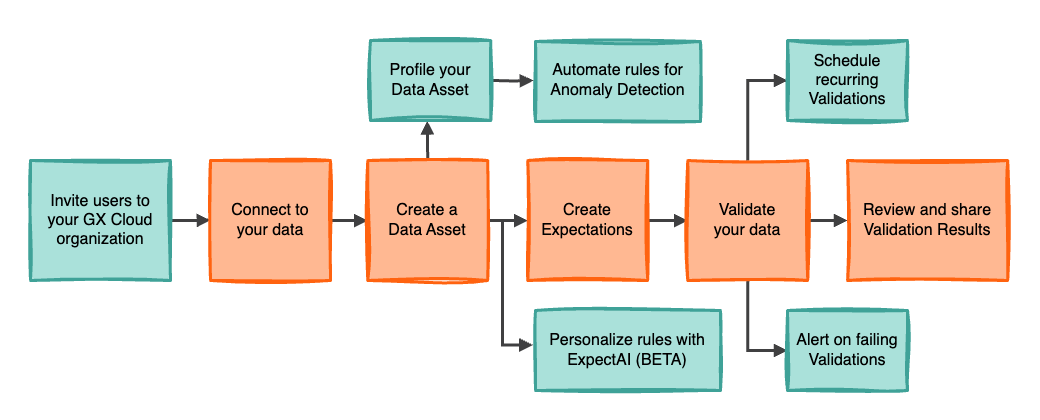 Profile your
Data Asset
Automate rules for
Anomaly Detection
Schedule
recurring
Validations
Invite users to
your GX Cloud
organization
Connect to
your data
Create a
Data Asset
Create
Expectations
Validate
your data
Review and share
Validation Results
Personalize rules with
ExpectAI (BETA)
Alert on failing
Validations